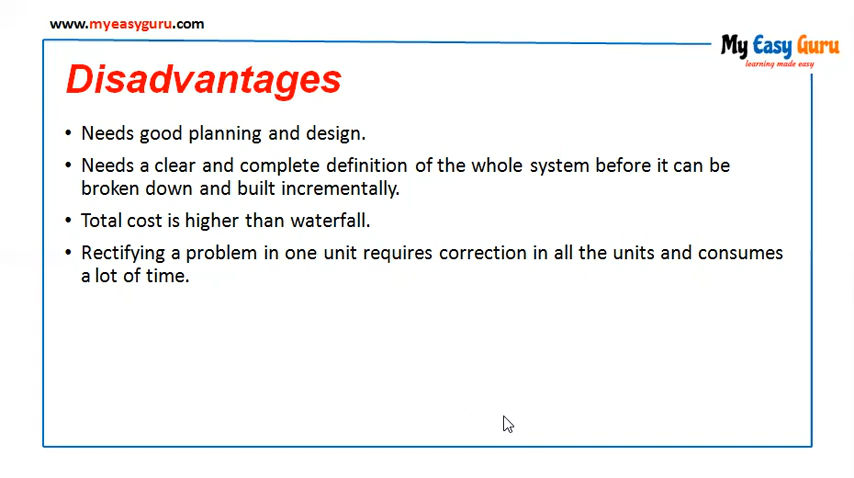 www.myeasyguru.com
My Easy Guru
learning made easy
Disadvantages
• Needs good planning and design.
• Needs a clear and complete definition of the whole system before it can be
broken down and built incrementally.
• Total cost is higher than waterfall.
• Rectifying a problem in one unit requires correction in all the units and consumes
a lot of time.